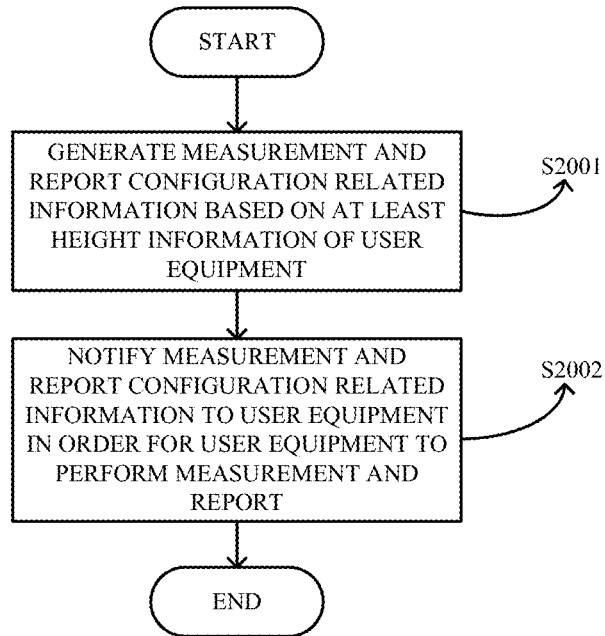 START
GENERATE MEASUREMENT AND
REPORT CONFIGURATION RELATED
INFORMATION BASED ON AT LEAST
HEIGHT INFORMATION OF USER
EQUIPMENT
S2001
NOTIFY MEASUREMENT AND
REPORT CONFIGURATION RELATED
INFORMATION TO USER EQUIPMENT
IN ORDER FOR USER EQUIPMENT TO
PERFORM MEASUREMENT AND
REPORT
S2002
END